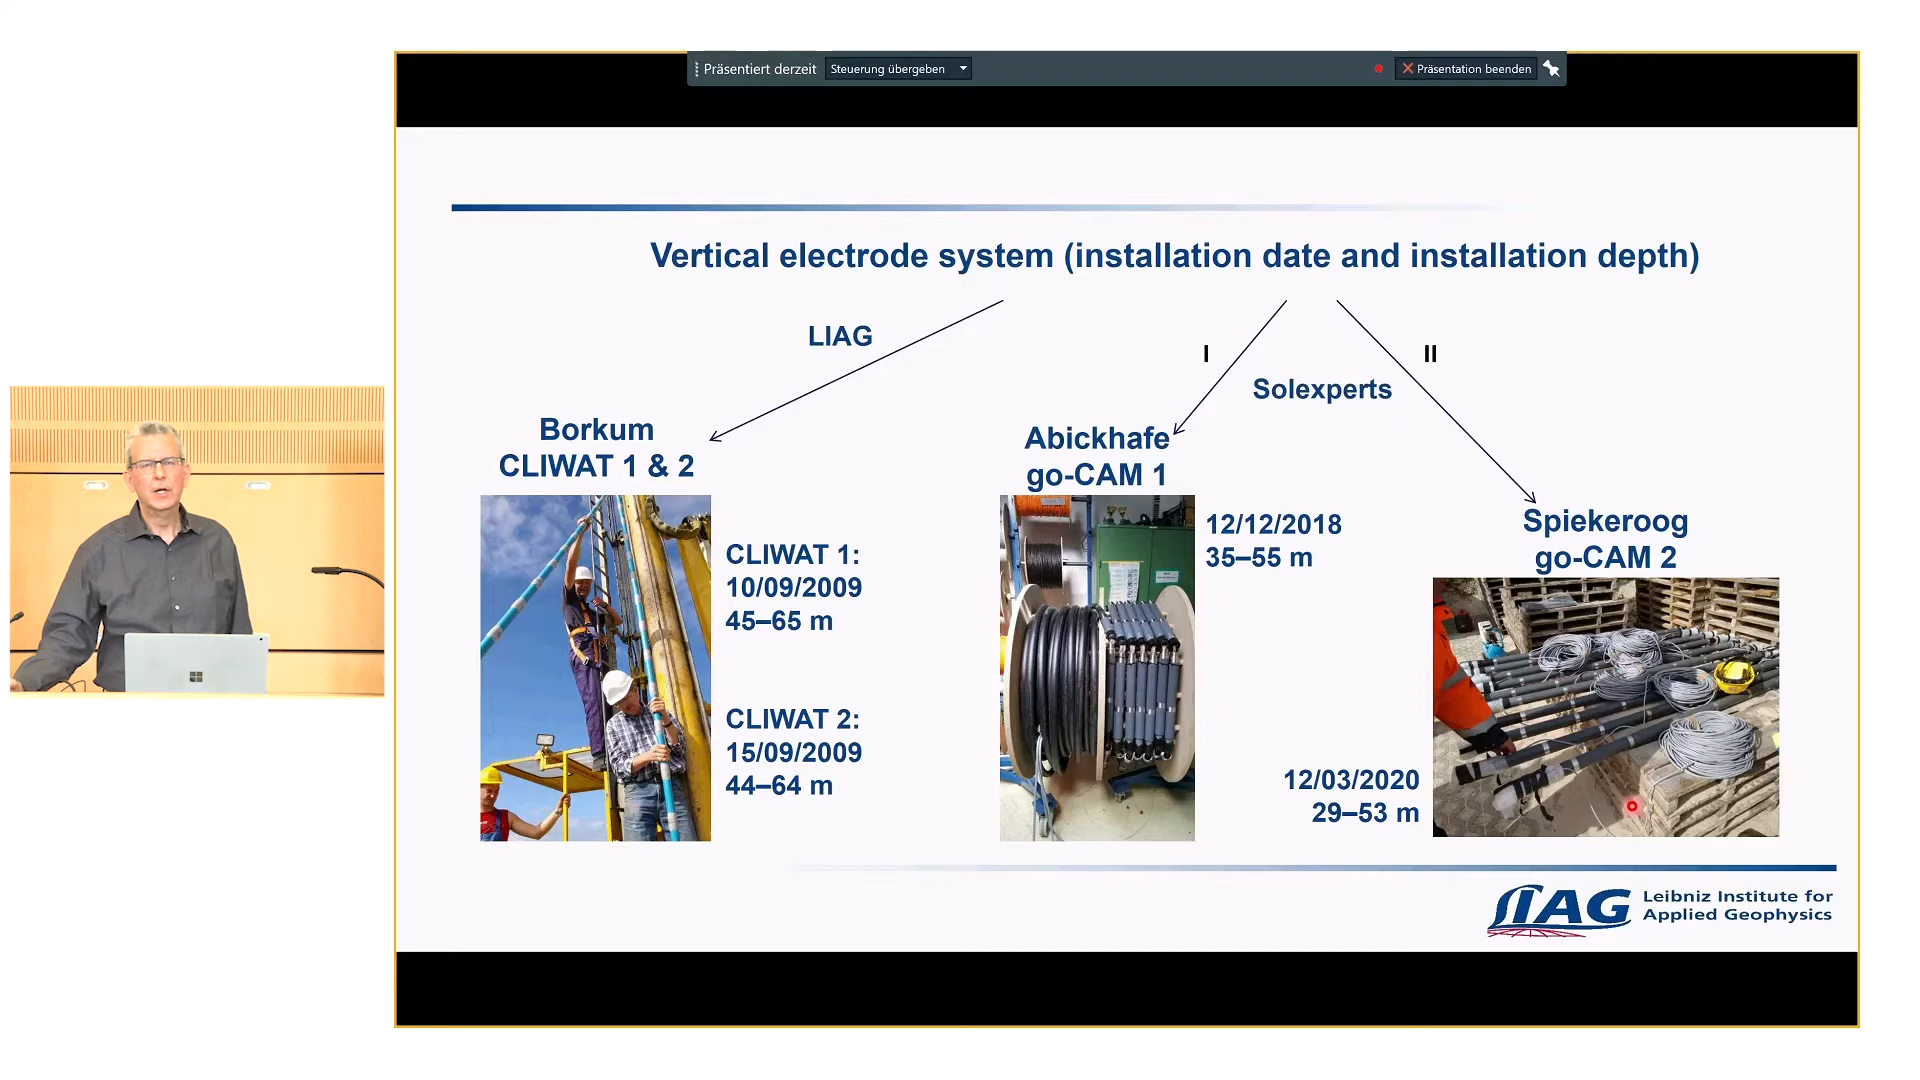 Präsentiert derzeit
Steuerung übergeben
Präsentation beenden
Vertical electrode system (installation date and installation depth)
LIAG
I
II
Solexperts
Borkum
CLIWAT 1 & 2
Abickhafe
go-CAM 1
Spiekeroog
go-CAM 2
CLIWAT 1:
10/09/2009
45–65 m
CLIWAT 2:
15/09/2009
44–64 m
12/12/2018
35–55 m
12/03/2020
29–53 m
LIAG
Leibniz Institute for
Applied Geophysics